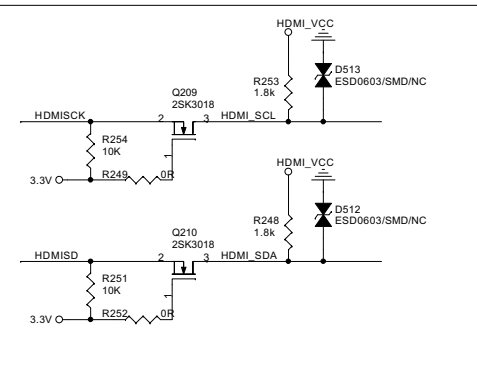 HDMI_VCC
D513
ESD0603/SMD/NC
R253
1.8k
Q209
2SK3018
HDMISCK
2
3
HDMI_SCL
R254
10K
1
R249
0R
3.3V
HDMI_VCC
D512
ESD0603/SMD/NC
R248
1.8k
Q210
2SK3018
HDMISD
2
3
HDMI_SDA
R251
10K
1
R252
0R
3.3V